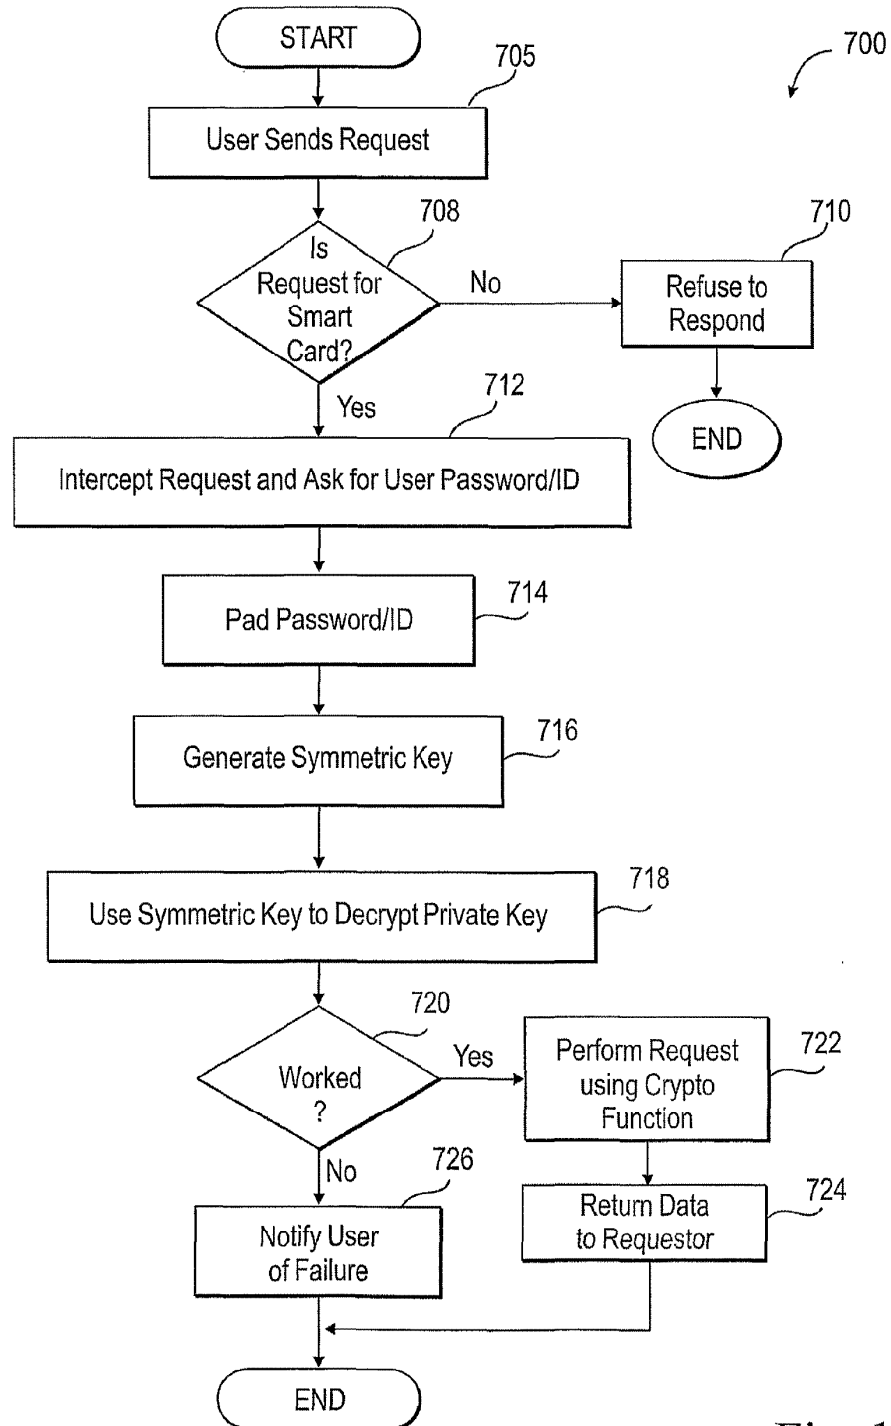 START
700
705
User Sends Request
708
Is
Request for
Smart
Card?
No
710
Refuse to
Respond
END
Yes
712
Intercept Request and Ask for User Password/ID
714
Pad Password/ID
716
Generate Symmetric Key
718
Use Symmetric Key to Decrypt Private Key
720
Worked
?
Yes
722
Perform Request
using Crypto
Function
No
726
Notify User
of Failure
724
Return Data
to Requestor
END